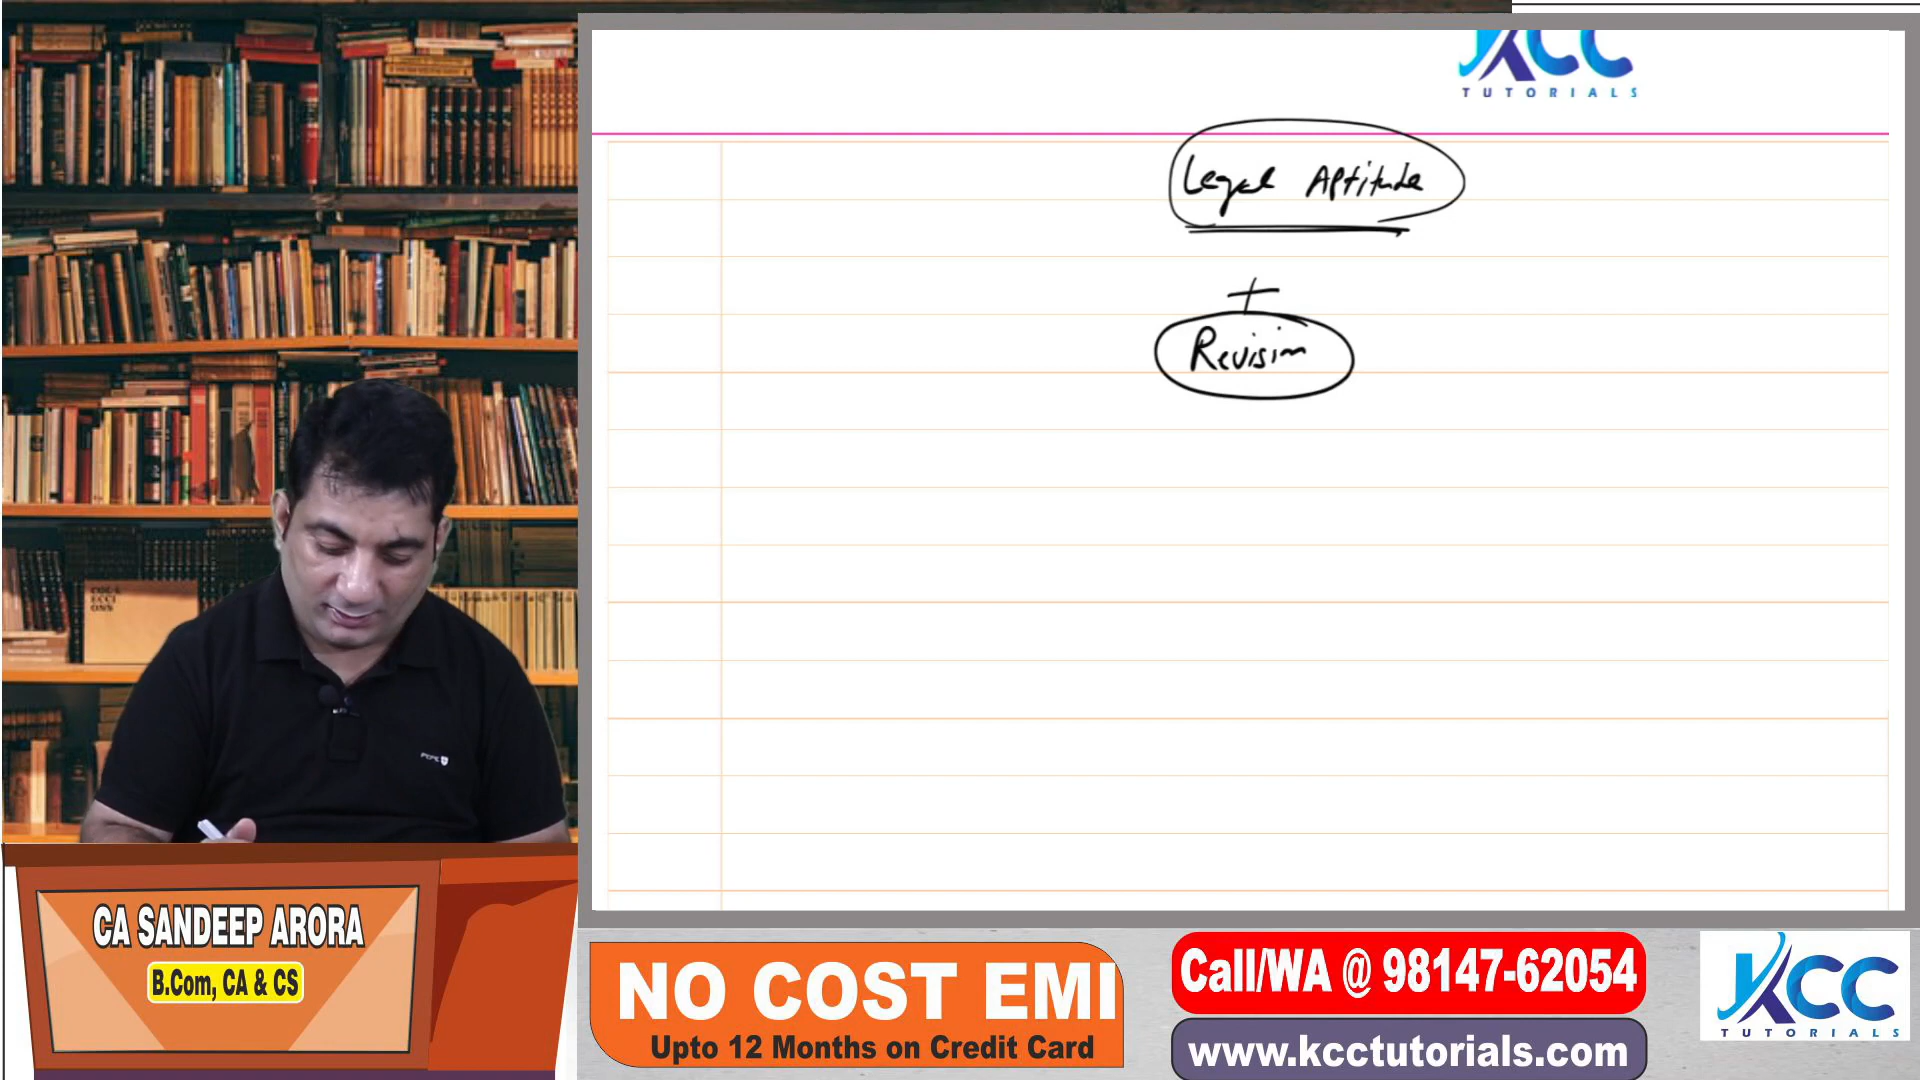 KCC
TUTORIALS
Legal Aptitude
+
Revision
CA SANDEEP ARORA
B.Com, CA & CS
NO COST EMI
Upto 12 Months on Credit Card
Call/WA @ 98147-62054
www.kcctutorials.com
KCC
TUTORIALS